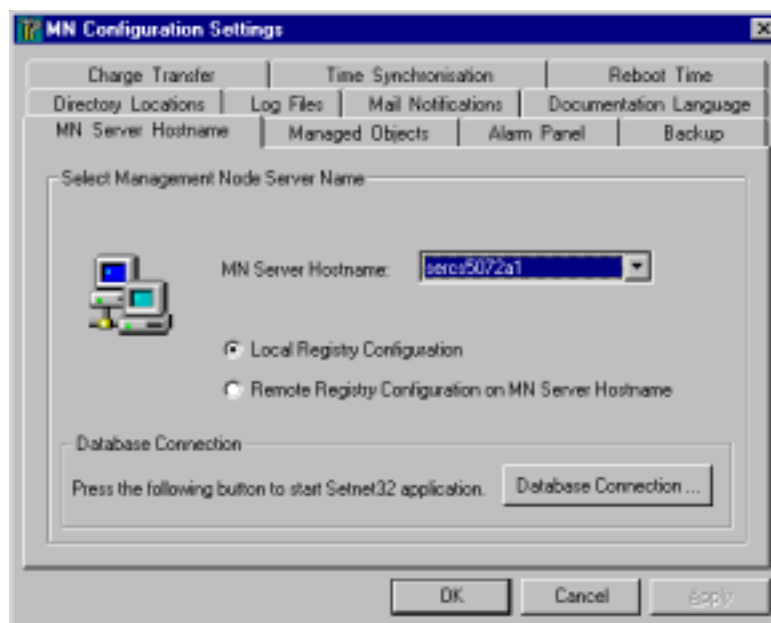 MN Configuration Settings
Charge Transfer Time Synchronisation Reboot Time
Directory Locations Log Files Mail Notifications Documentation Language
MN Server Hostname Managed Objects Alarm Panel Backup
Select Management Node Server Name
MN Server Hostname: sercs5072a1
Local Registry Configuration
Remote Registry Configuration on MN Server Hostname
Database Connection
Press the following button to start Setnet32 application. Database Connection ...
OK Cancel Apply